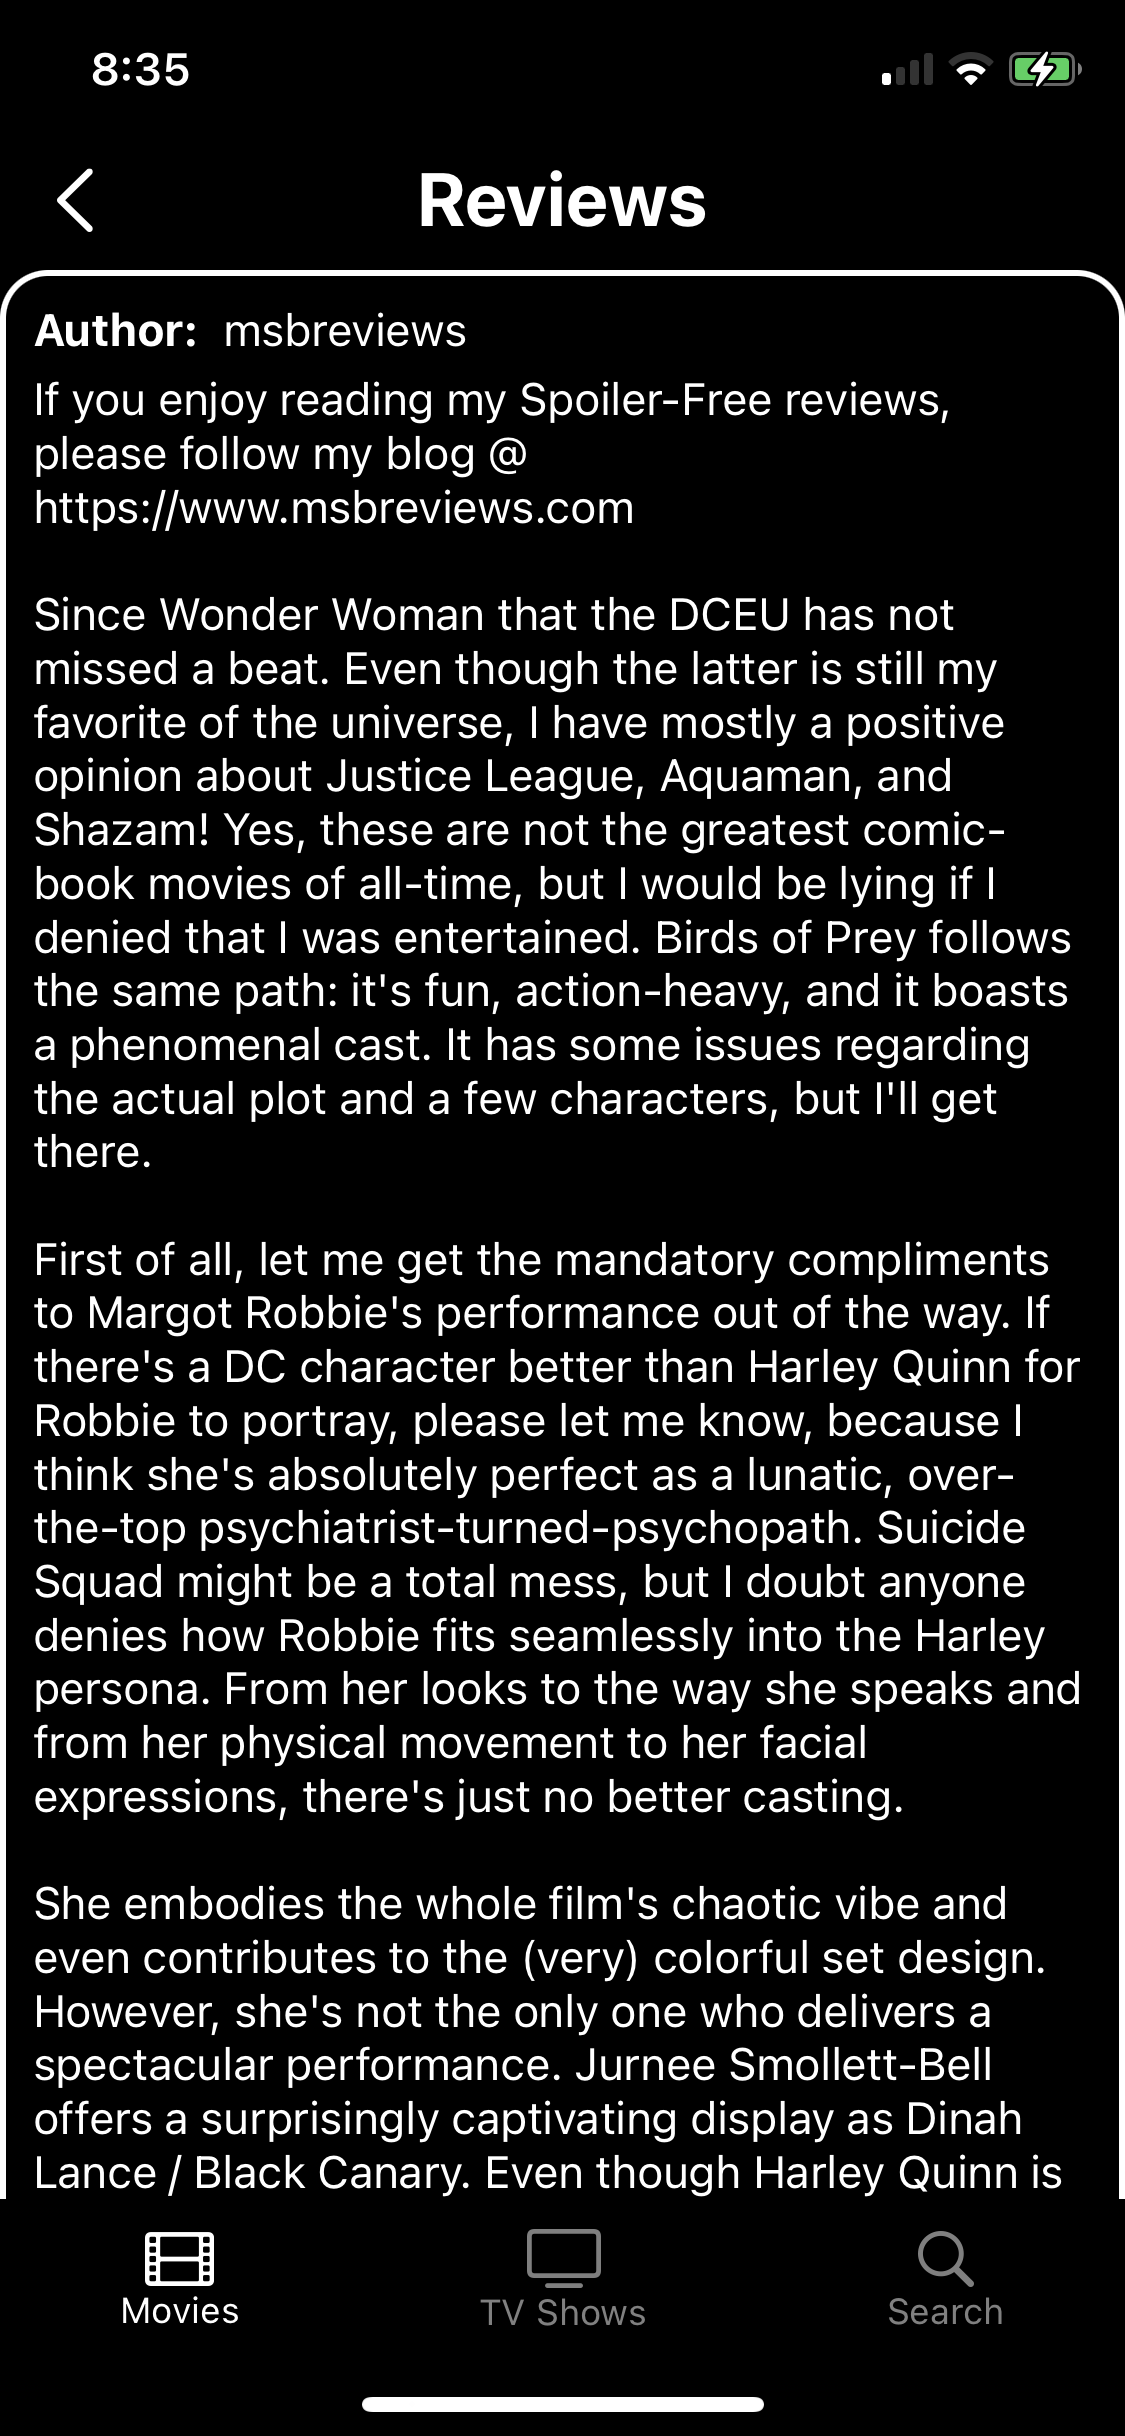 8:35
Reviews
Author: msbreviews
If you enjoy reading my Spoiler-Free reviews,
please follow my blog @
https://www.msbreviews.com
Since Wonder Woman that the DCEU has not
missed a beat. Even though the latter is still my
favorite of the universe, I have mostly a positive
opinion about Justice League, Aquaman, and
Shazam! Yes, these are not the greatest comic-
book movies of all-time, but I would be lying if I
denied that I was entertained. Birds of Prey follows
the same path: it's fun, action-heavy, and it boasts
a phenomenal cast. It has some issues regarding
the actual plot and a few characters, but I'll get
there.
First of all, let me get the mandatory compliments
to Margot Robbie's performance out of the way. If
there's a DC character better than Harley Quinn for
Robbie to portray, please let me know, because I
think she's absolutely perfect as a lunatic, over-
the-top psychiatrist-turned-psychopath. Suicide
Squad might be a total mess, but I doubt anyone
denies how Robbie fits seamlessly into the Harley
persona. From her looks to the way she speaks and
from her physical movement to her facial
expressions, there's just no better casting.
She embodies the whole film's chaotic vibe and
even contributes to the (very) colorful set design.
However, she's not the only one who delivers a
spectacular performance. Jurnee Smollett-Bell
offers a surprisingly captivating display as Dinah
Lance / Black Canary. Even though Harley Quinn is
Movies
TV Shows
Search